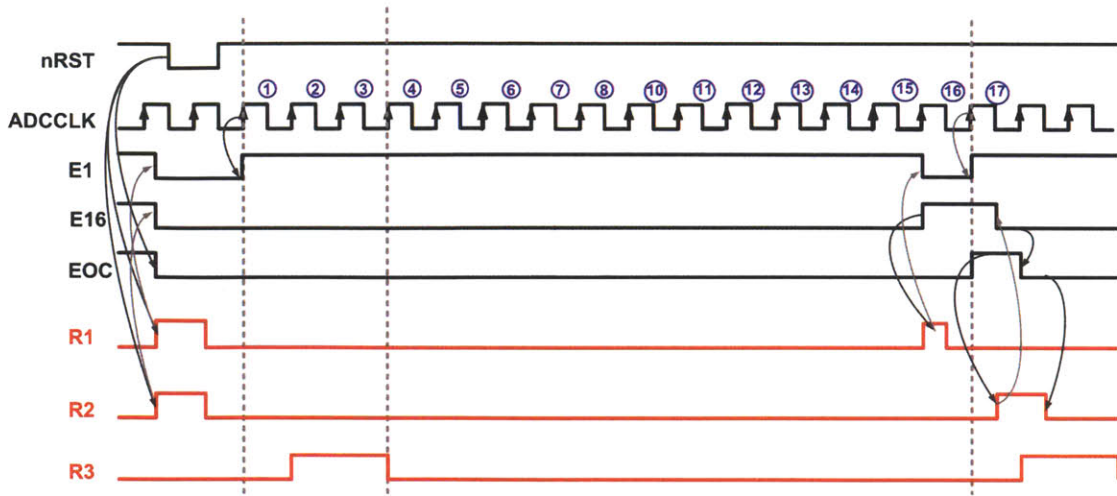 nRST
① ② ③ ④ ⑤ ⑥ ⑦ ⑧ ⑩ ⑪ ⑫ ⑬ ⑭ ⑮ ⑯ ⑰
ADCCLK
E1
E16
EOC
R1
R2
R3